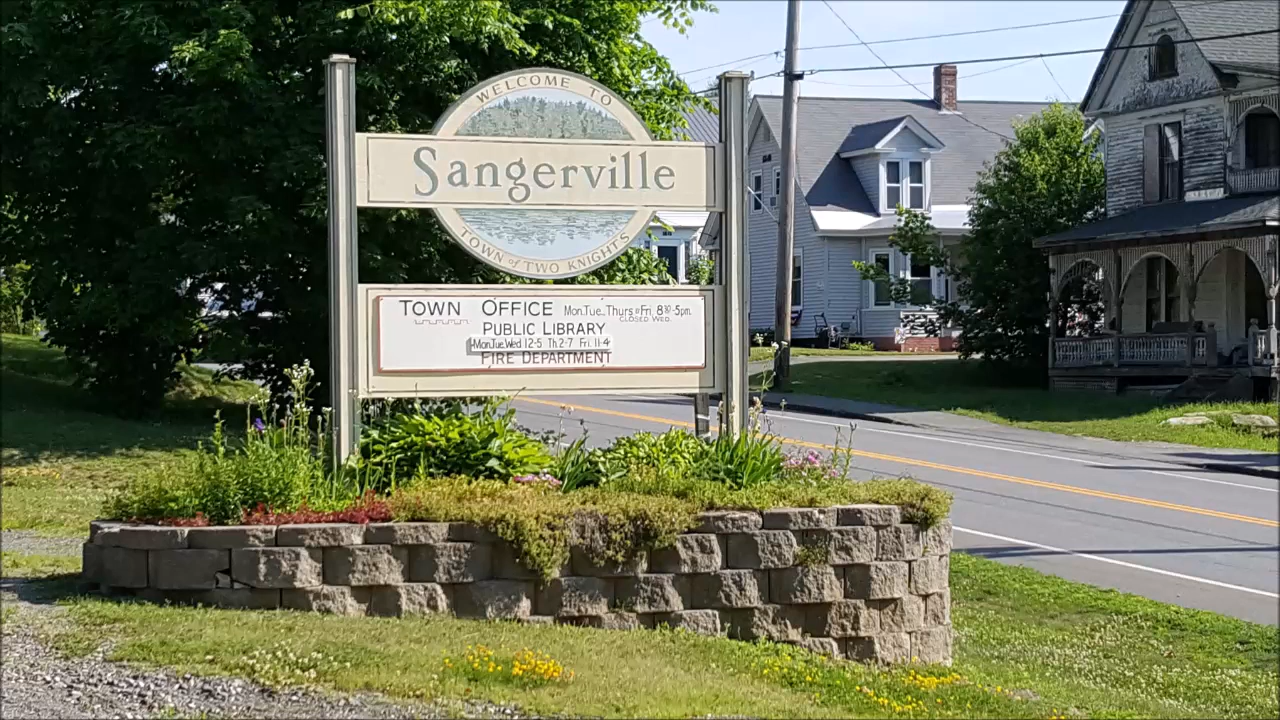 WELCOME TO
Sangerville
TOWN of TWO KNIGHTS
TOWN OFFICE Mon. Tue. Thurs & Fri. 8:30-5pm
CLOSED WED.
PUBLIC LIBRARY
Mon.Tue.Wed 12-5 Th.2-7 Fri. 11-4
FIRE DEPARTMENT